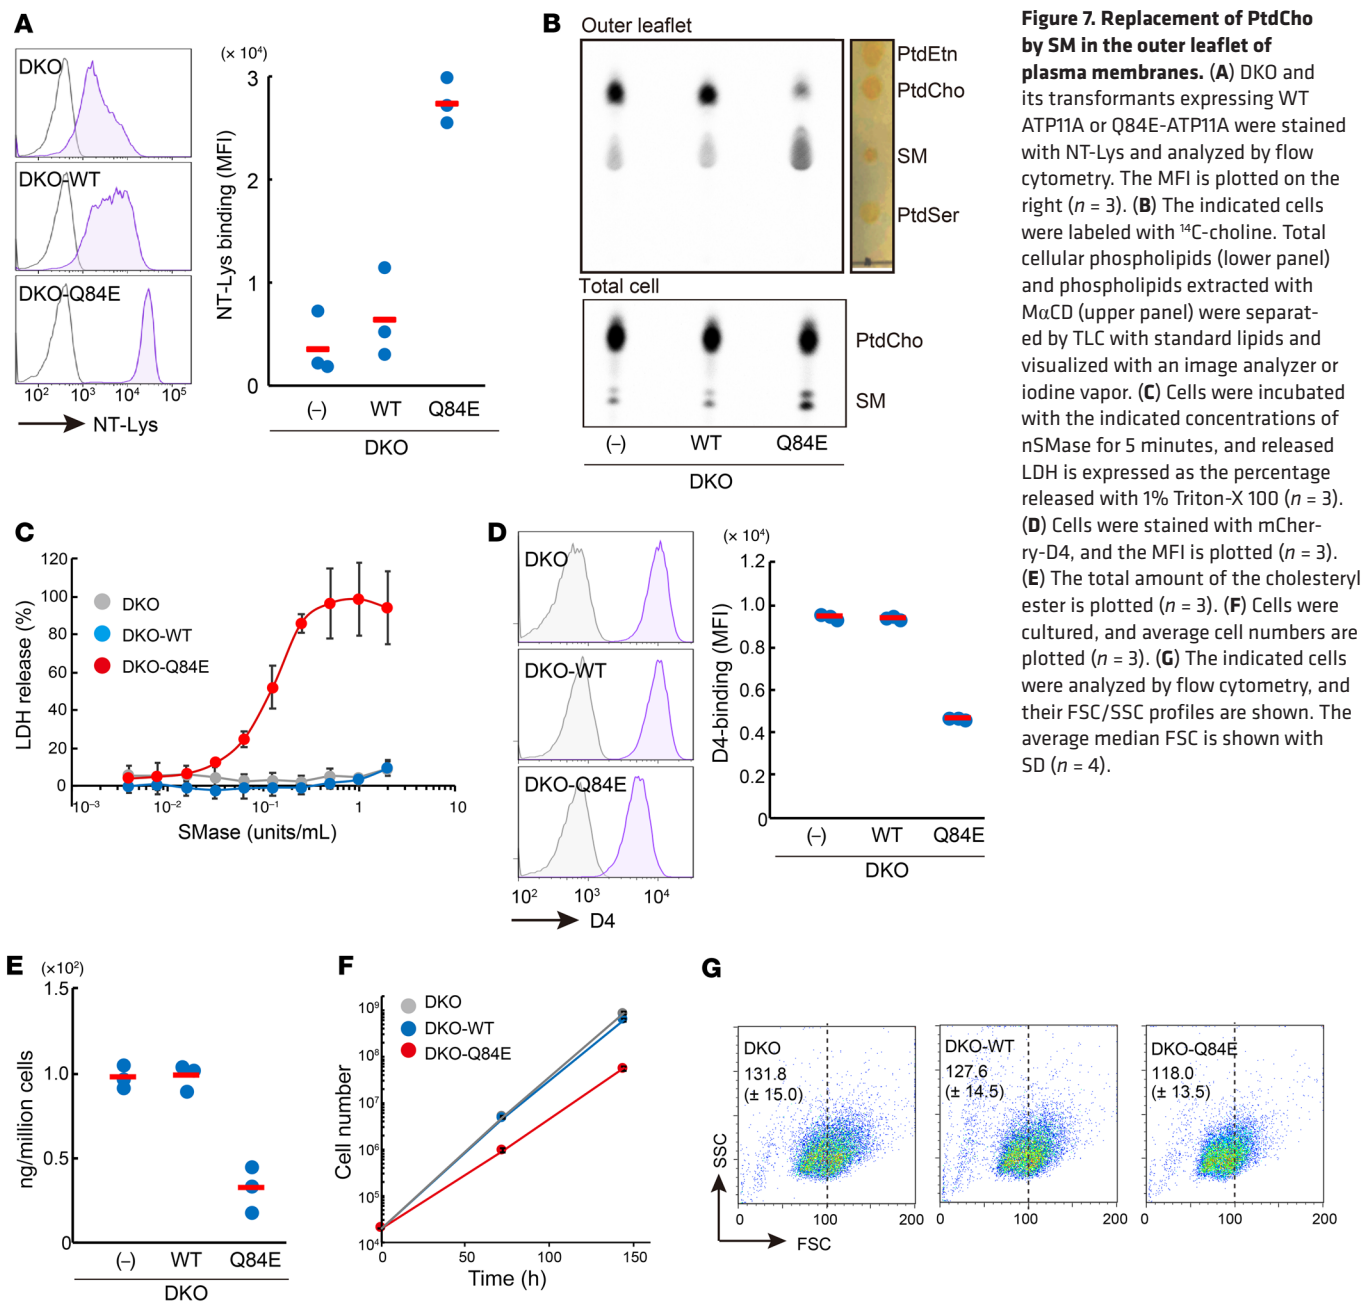 A
DKO
DKO-WT
DKO-Q84E
10² 10³ 10⁴ 10⁵
NT-Lys
(× 10⁴)
NT-Lys binding (MFI)
3
2
1
0
(–) WT Q84E
DKO
B
Outer leaflet
PtdEtn
PtdCho
SM
PtdSer
Total cell
PtdCho
SM
(–) WT Q84E
DKO
Figure 7. Replacement of PtdCho
by SM in the outer leaflet of
plasma membranes. (A) DKO and
its transformants expressing WT
ATP11A or Q84E-ATP11A were stained
with NT-Lys and analyzed by flow
cytometry. The MFI is plotted on the
right (n = 3). (B) The indicated cells
were labeled with ¹⁴C-choline. Total
cellular phospholipids (lower panel)
and phospholipids extracted with
MαCD (upper panel) were separat-
ed by TLC with standard lipids and
visualized with an image analyzer or
iodine vapor. (C) Cells were incubated
with the indicated concentrations of
nSMase for 5 minutes, and released
LDH is expressed as the percentage
released with 1% Triton-X 100 (n = 3).
(D) Cells were stained with mCher-
ry-D4, and the MFI is plotted (n = 3).
(E) The total amount of the cholesteryl
ester is plotted (n = 3). (F) Cells were
cultured, and average cell numbers are
plotted (n = 3). (G) The indicated cells
were analyzed by flow cytometry, and
their FSC/SSC profiles are shown. The
average median FSC is shown with
SD (n = 4).
C
LDH release (%)
120
100
80
60
40
20
0
DKO
DKO-WT
DKO-Q84E
10⁻³ 10⁻² 10⁻¹ 1 10
SMase (units/mL)
D
DKO
DKO-WT
DKO-Q84E
10² 10³ 10⁴
D4
(× 10⁴)
D4-binding (MFI)
1.2
1.0
0.8
0.6
0.4
0.2
0
(–) WT Q84E
DKO
E
(×10²)
ng/million cells
1.5
1.0
0.5
0
(–) WT Q84E
DKO
F
DKO
DKO-WT
DKO-Q84E
Cell number
10⁹
10⁸
10⁷
10⁶
10⁵
10⁴
0 50 100 150
Time (h)
G
DKO
131.8
(± 15.0)
DKO-WT
127.6
(± 14.5)
DKO-Q84E
118.0
(± 13.5)
SSC
0 100 200
0 100 200
0 100 200
FSC